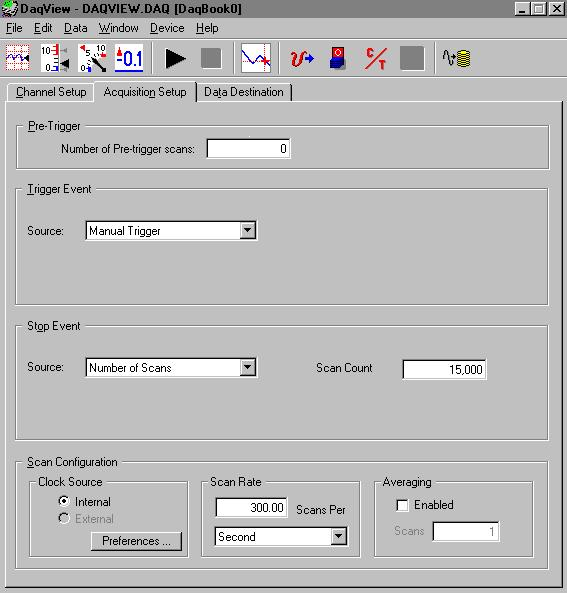 DaqView - DAQVIEW.DAQ [DaqBook0]
File Edit Data Window Device Help
10 5 10 -0.1 C/T
Channel Setup Acquisition Setup Data Destination
Pre-Trigger
Number of Pre-trigger scans: 0
Trigger Event
Source: Manual Trigger
Stop Event
Source: Number of Scans Scan Count 15,000
Scan Configuration
Clock Source Scan Rate Averaging
Internal 300.00 Scans Per Enabled
External Scans 1
Preferences ... Second